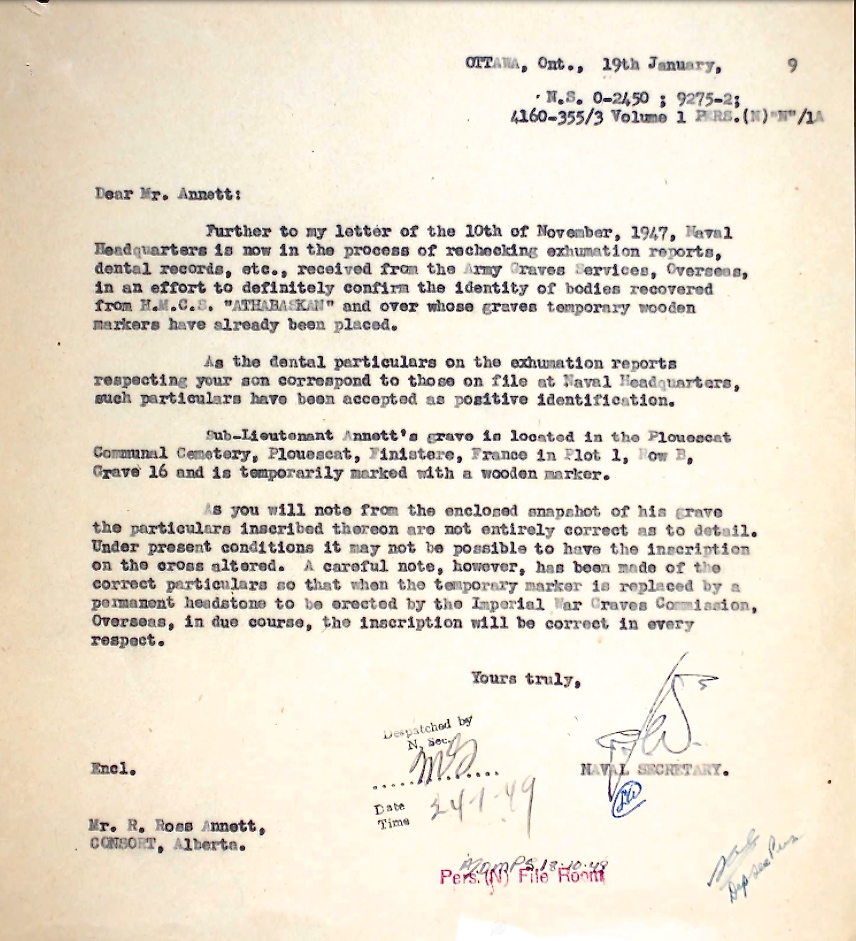 OTTAWA, Ont., 19th January, 9
N.S. O-2450 ; 9275-2;
4160-355/3 Volume 1 PERS.(N)"N"/1A
Dear Mr. Annett:
Further to my letter of the 10th of November, 1947, Naval
Headquarters is now in the process of rechecking exhumation reports,
dental records, etc., received from the Army Graves Services, Overseas,
in an effort to definitely confirm the identity of bodies recovered
from H.M.C.S. "ATHABASKAN" and over whose graves temporary wooden
markers have already been placed.
As the dental particulars on the exhumation reports
respecting your son correspond to those on file at Naval Headquarters,
such particulars have been accepted as positive identification.
Sub-Lieutenant Annett's grave is located in the Plouescat
Communal Cemetery, Plouescat, Finistere, France in Plot 1, Row B,
Grave 16 and is temporarily marked with a wooden marker.
As you will note from the enclosed snapshot of his grave
the particulars inscribed thereon are not entirely correct as to detail.
Under present conditions it may not be possible to have the inscription
on the cross altered. A careful note, however, has been made of the
correct particulars so that when the temporary marker is replaced by a
permanent headstone to be erected by the Imperial War Graves Commission,
Overseas, in due course, the inscription will be correct in every
respect.
Yours truly,
Despatched by
N. Sec.
Encl.
NAVAL SECRETARY.
Date 24-1-49
Time
Mr. R. Ross Annett,
CONSORT, Alberta.
Pers. (N) File Room